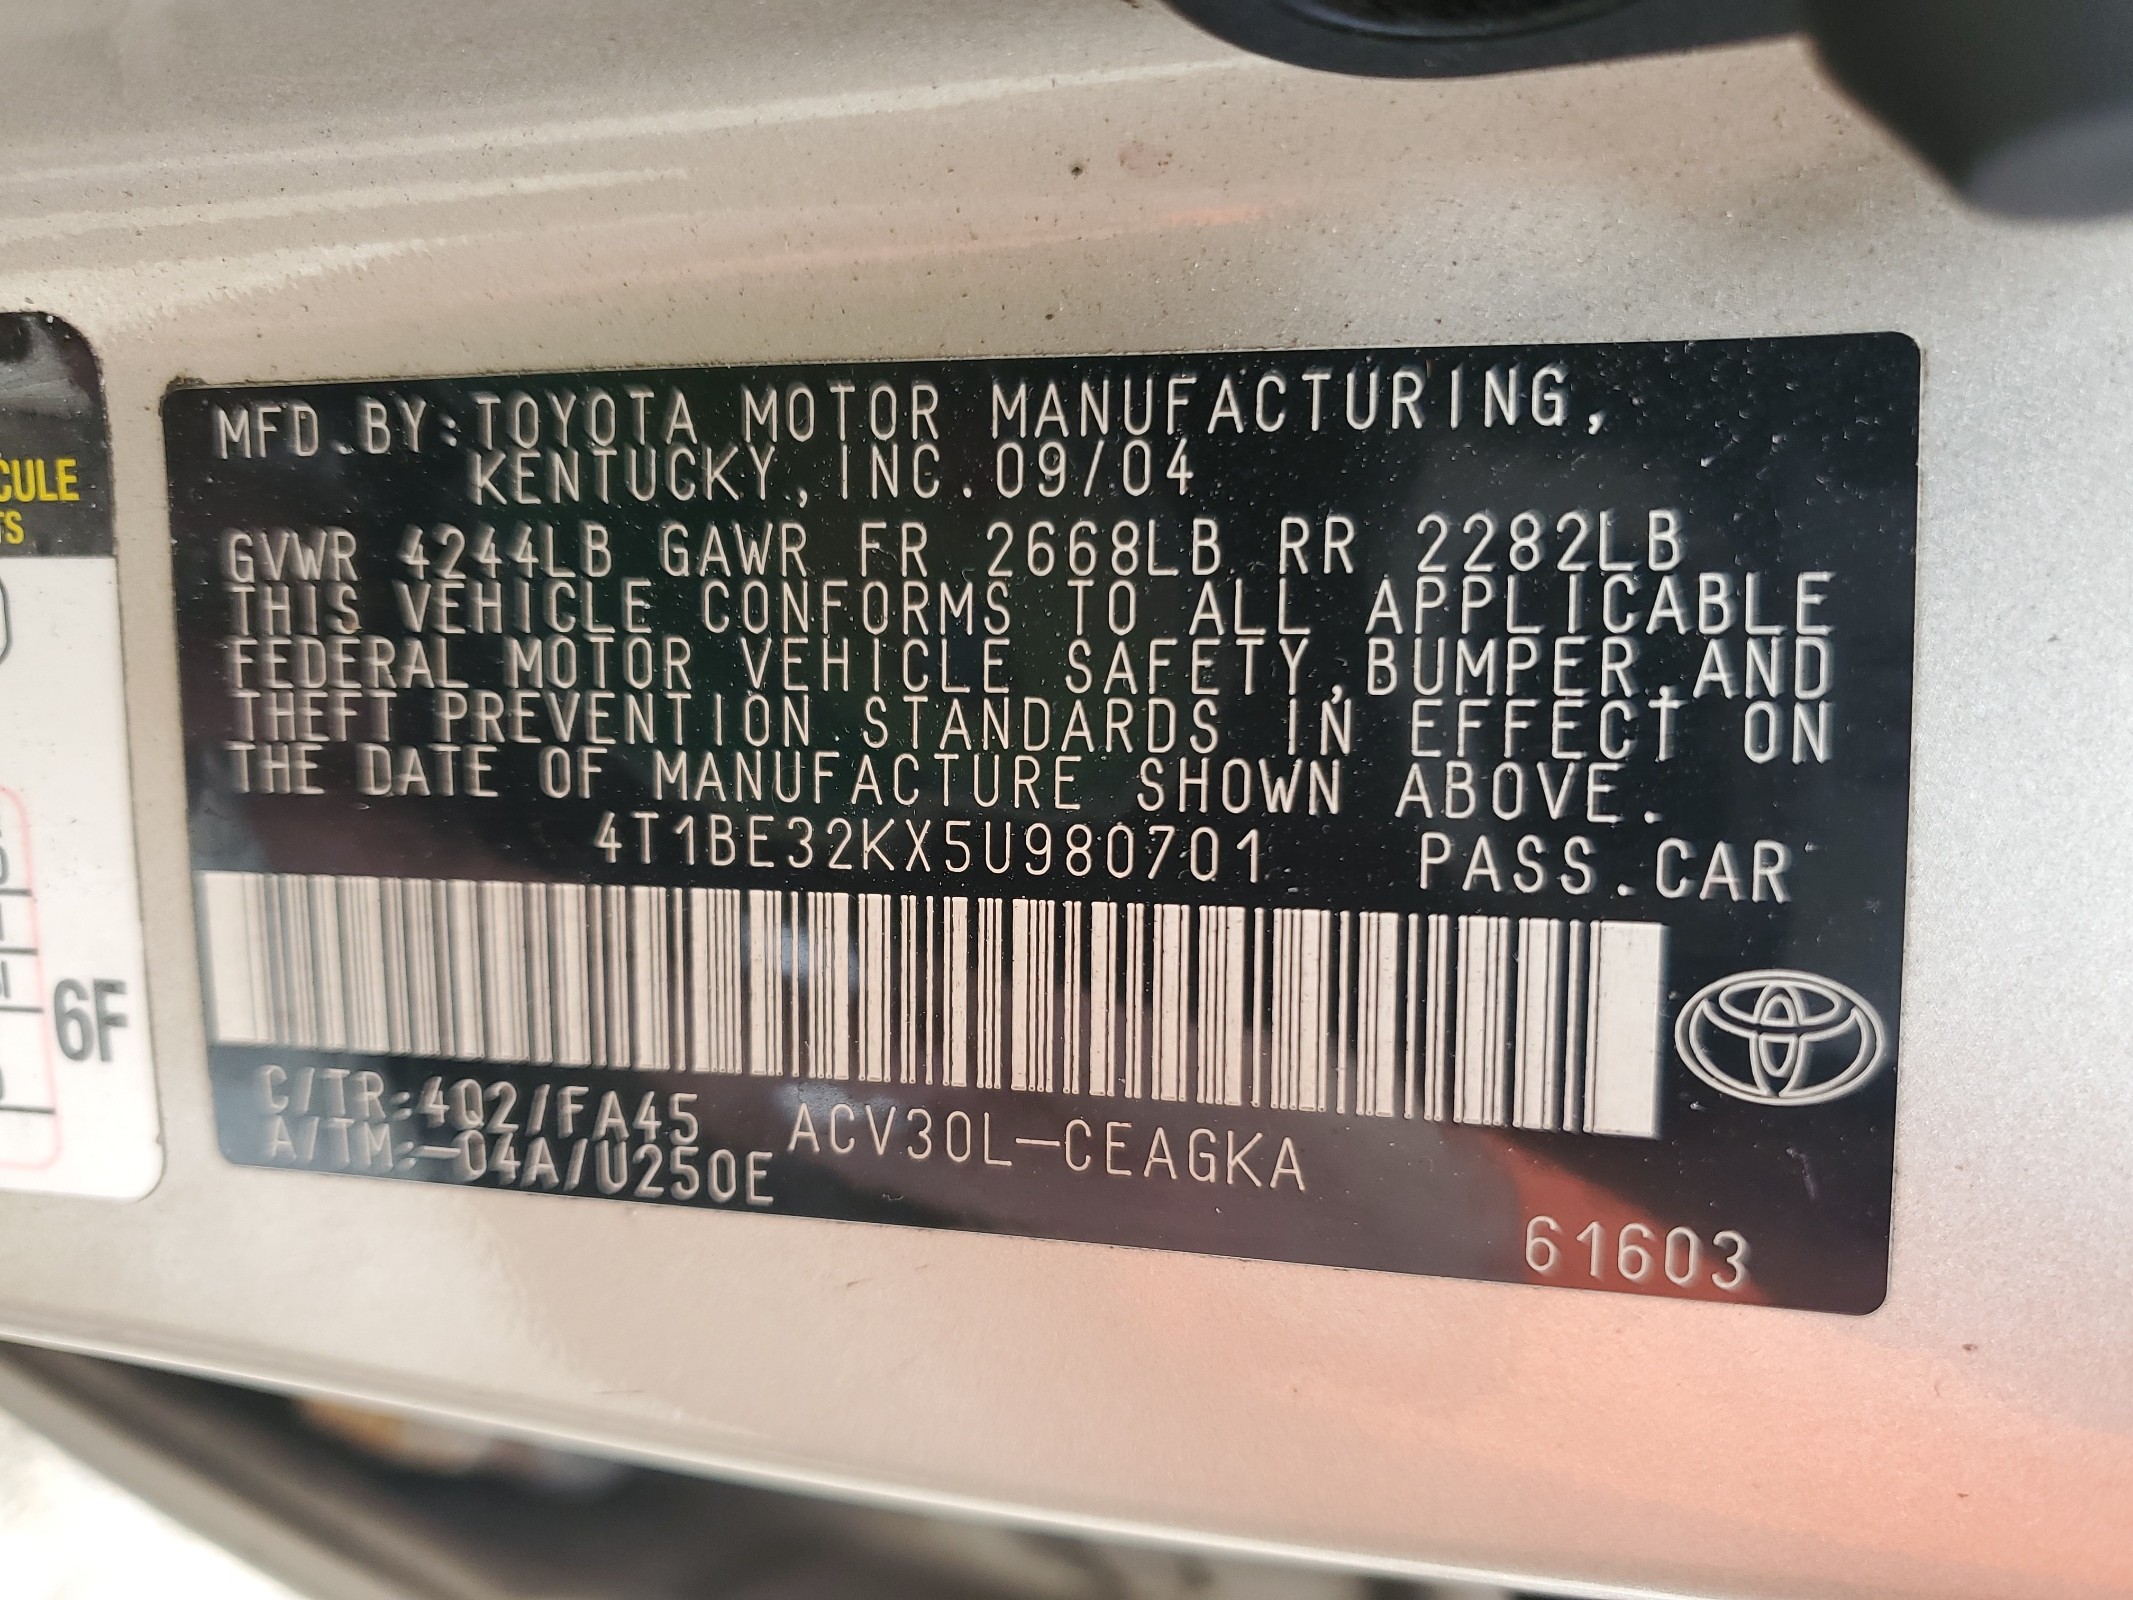 MFD.BY:TOYOTA MOTOR MANUFACTURING,
KENTUCKY, INC.09/04
GVWR 4244LB GAWR FR 2668LB RR 2282LB
THIS VEHICLE CONFORMS TO ALL APPLICABLE
FEDERAL MOTOR VEHICLE SAFETY,BUMPER,AND
THEFT PREVENTION STANDARDS IN EFFECT ON
THE DATE OF MANUFACTURE SHOWN ABOVE.
4T1BE32KX5U980701 PASS.CAR
C/TR:4Q2/FA45 ACV30L-CEAGKA
A/TM:-04A/U250E
61603
6F